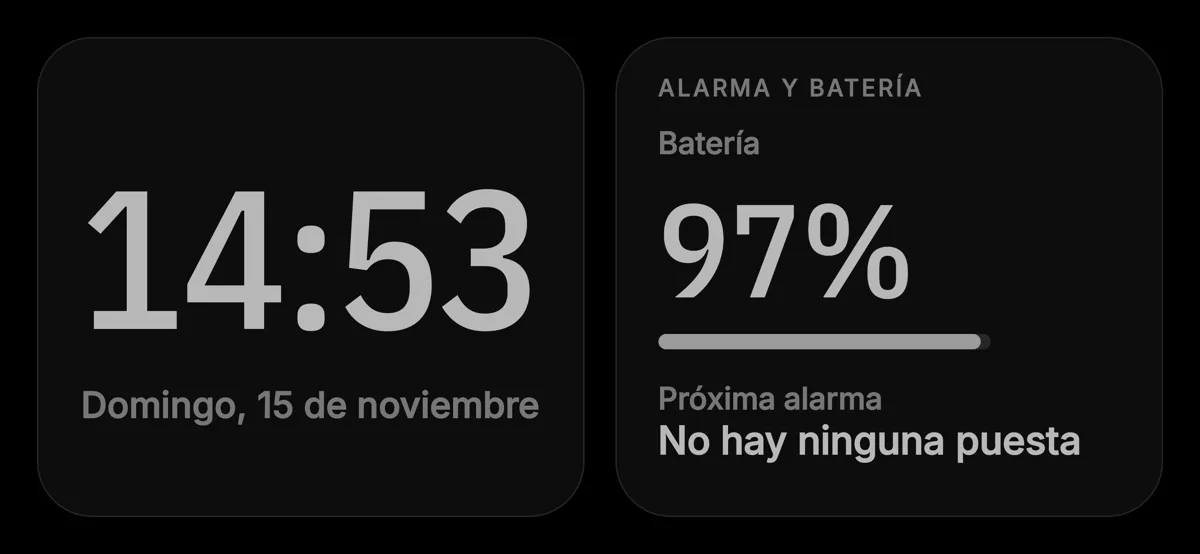 14:53
Domingo, 15 de noviembre
ALARMA Y BATERÍA
Batería
97%
Próxima alarma
No hay ninguna puesta